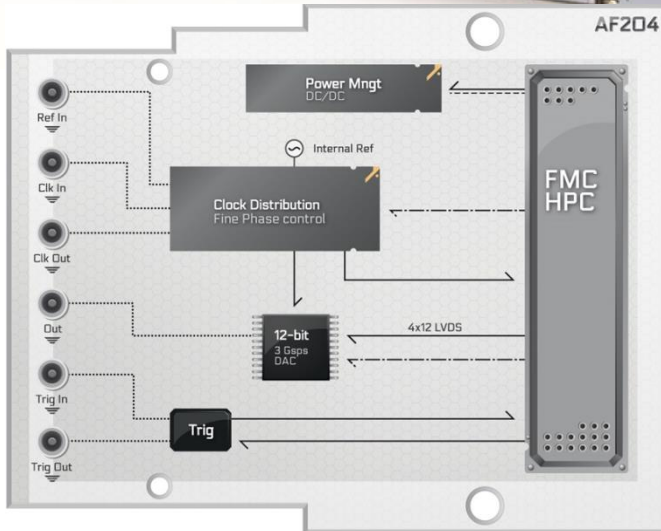 AF204
Power Mngt
DC/DC
Ref In
Internal Ref
Clk In
Clock Distribution
Fine Phase control
FMC
HPC
Clk Out
Out
12-bit
3 Gsps
DAC
4x12 LVDS
Trig In
Trig
Trig Out